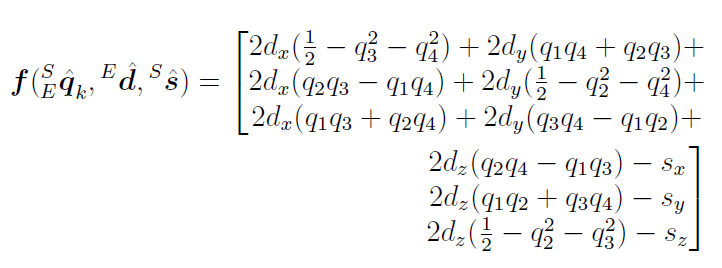 f(^S_E q̂_k, ^E d̂, ^S ŝ) = [2d_x(1/2 − q_3^2 − q_4^2) + 2d_y(q_1q_4 + q_2q_3)+
2d_x(q_2q_3 − q_1q_4) + 2d_y(1/2 − q_2^2 − q_4^2)+
2d_x(q_1q_3 + q_2q_4) + 2d_y(q_3q_4 − q_1q_2)+
2d_z(q_2q_4 − q_1q_3) − s_x
2d_z(q_1q_2 + q_3q_4) − s_y
2d_z(1/2 − q_2^2 − q_3^2) − s_z]